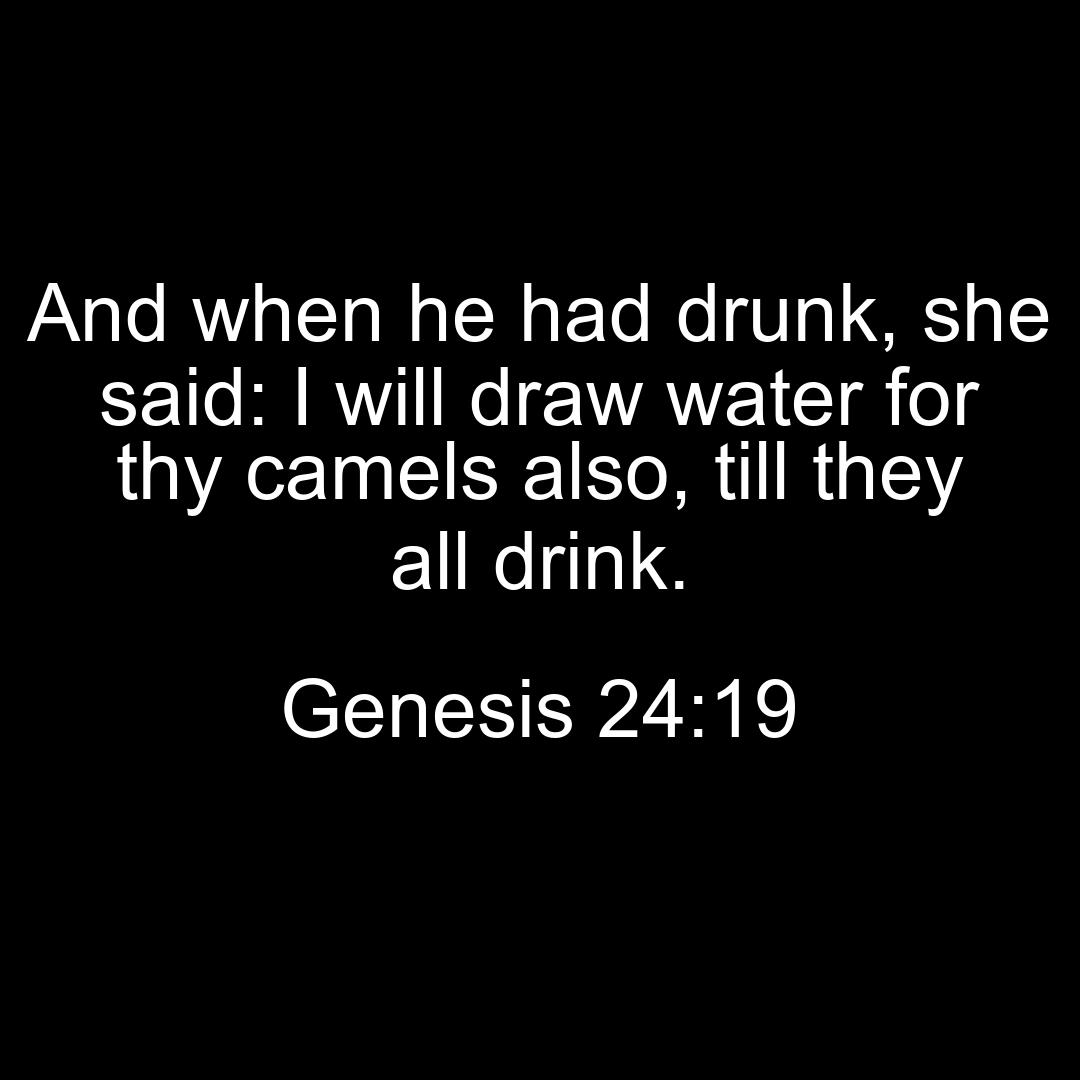 And when he had drunk, she
said: I will draw water for
thy camels also, till they
all drink.
Genesis 24:19